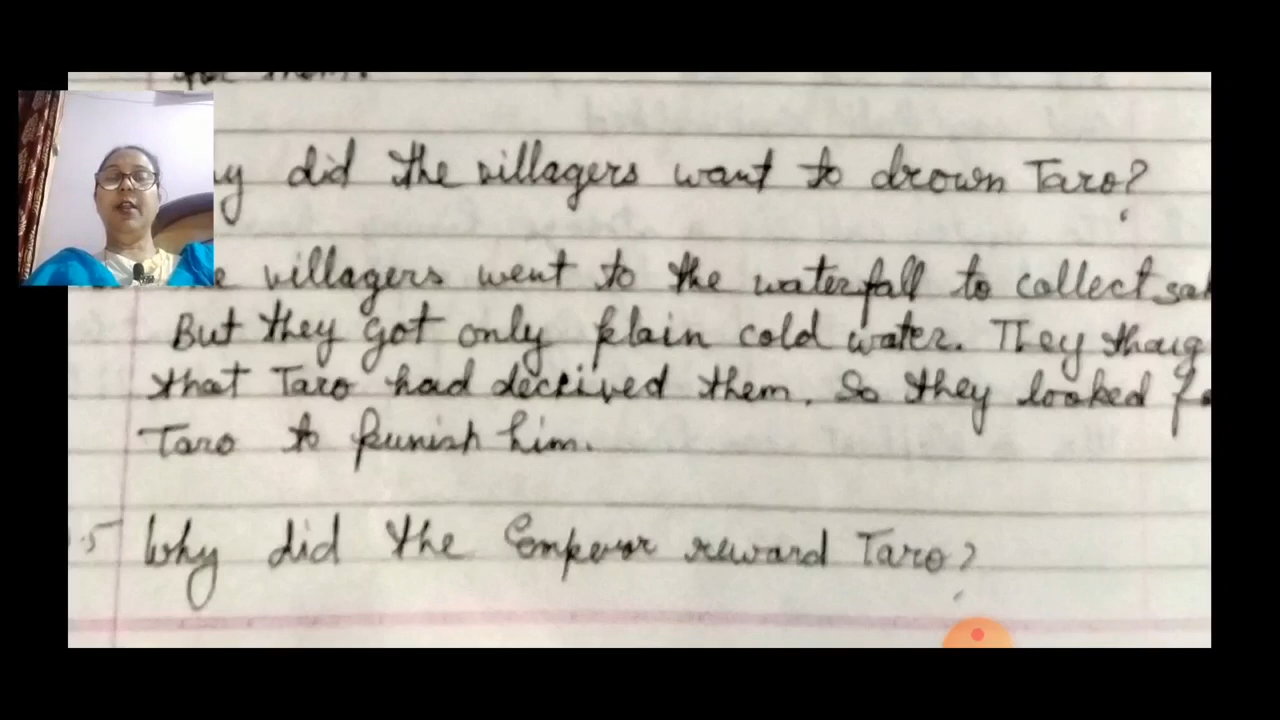 did the villagers want to drown Taro?
villagers went to the waterfall to collect
But they got only plain cold water. They
that Taro had deceived them. So they looked
Taro to punish him.
5 Why did the Emperor reward Taro?